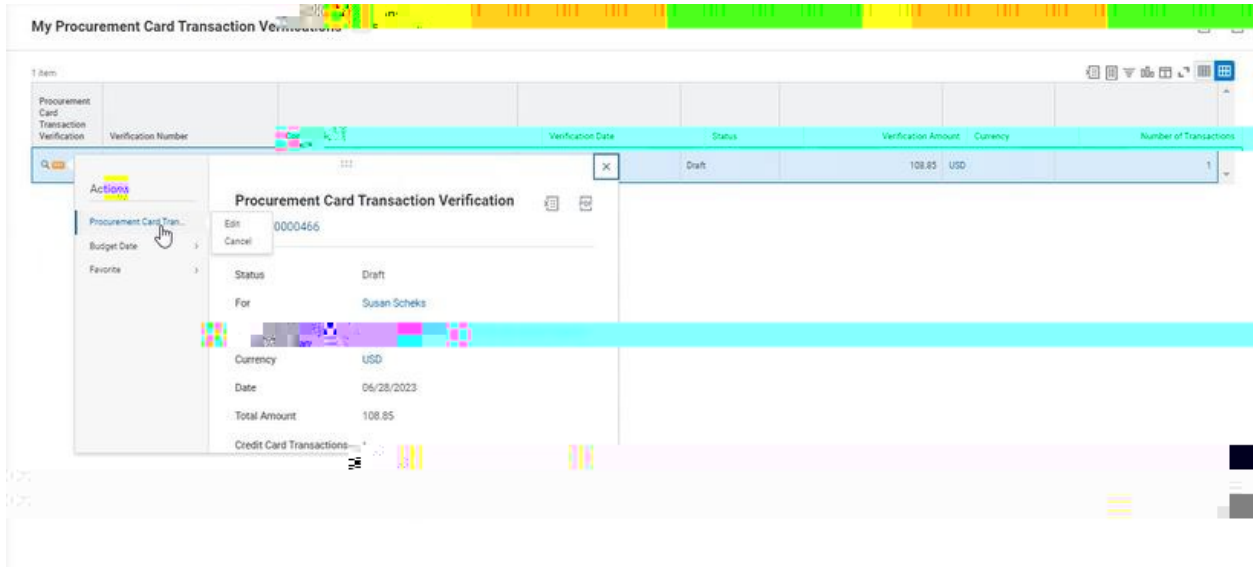 My Procurement Card Transaction Verifications
1 item
Procurement
Card
Transaction
Verification
Verification Number
Verification Date
Status
Verification Amount
Currency
Number of Transactions
Draft
108.85
USD
1
Actions
Procurement Card Tran...
Budget Date
Favorite
Edit
Cancel
Procurement Card Transaction Verification
0000466
Status Draft
For Susan Scheks
Currency USD
Date 06/28/2023
Total Amount 108.85
Credit Card Transactions